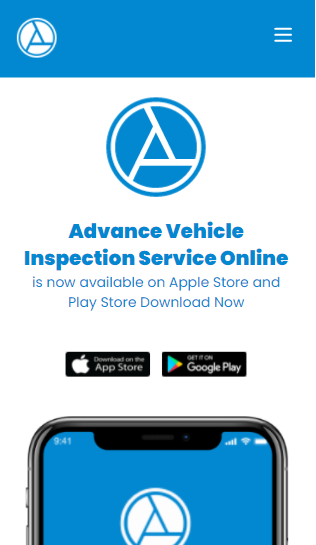 Advance Vehicle
Inspection Service Online
is now available on Apple Store and
Play Store Download Now
Download on the
App Store
GET IT ON
Google Play
9:41